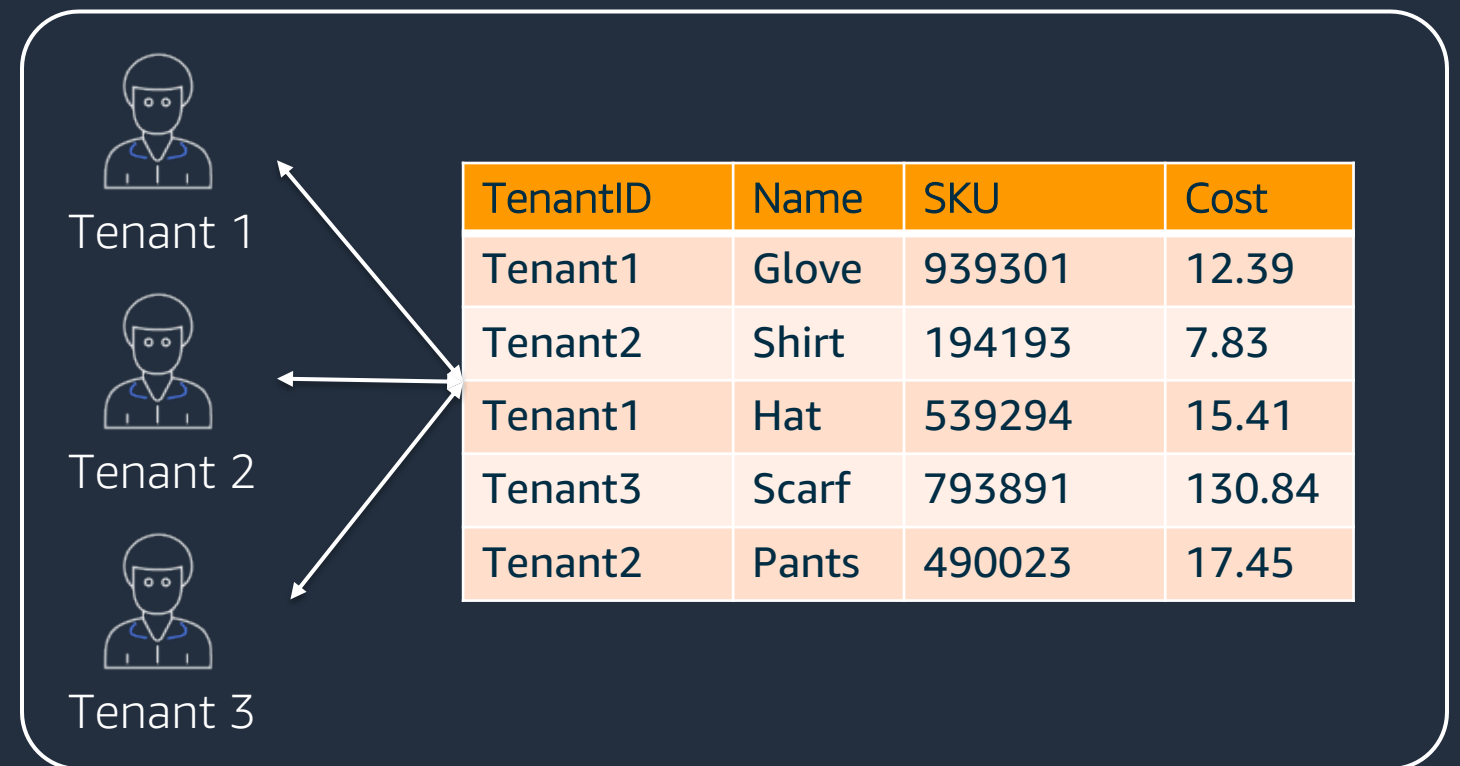 Tenant 1
Tenant 2
Tenant 3
TenantID Name SKU Cost
Tenant1 Glove 939301 12.39
Tenant2 Shirt 194193 7.83
Tenant1 Hat 539294 15.41
Tenant3 Scarf 793891 130.84
Tenant2 Pants 490023 17.45